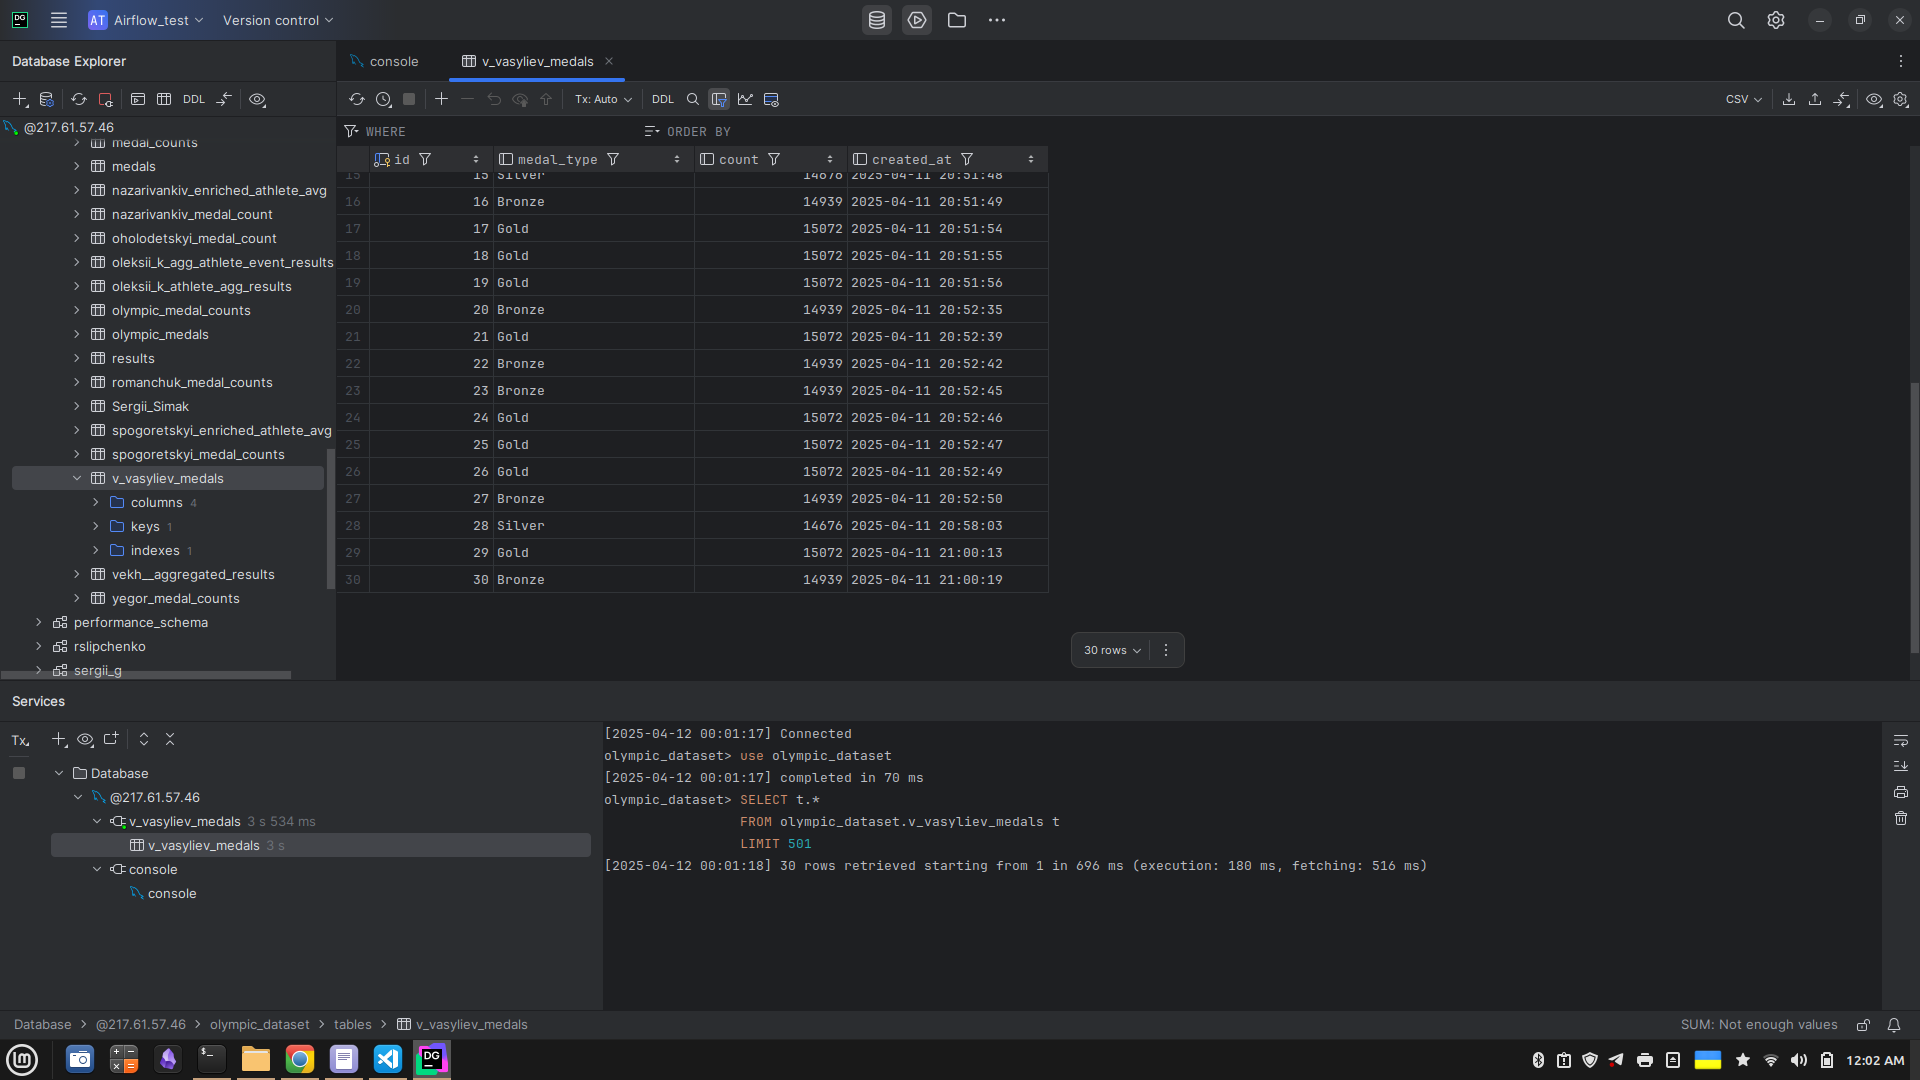 AT Airflow_test Version control
Database Explorer
console
v_vasyliev_medals
DDL
Tx: Auto
DDL
CSV
@217.61.57.46
WHERE
ORDER BY
medal_counts
medals
nazarivankiv_enriched_athlete_avg
nazarivankiv_medal_count
oholodetskyi_medal_count
oleksii_k_agg_athlete_event_results
oleksii_k_athlete_agg_results
olympic_medal_counts
olympic_medals
results
romanchuk_medal_counts
Sergii_Simak
spogoretskyi_enriched_athlete_avg
spogoretskyi_medal_counts
v_vasyliev_medals
columns 4
keys 1
indexes 1
vekh__aggregated_results
yegor_medal_counts
performance_schema
rslipchenko
sergii_g
id medal_type count created_at
15 15 Silver 14676 2025-04-11 20:51:48
16 16 Bronze 14939 2025-04-11 20:51:49
17 17 Gold 15072 2025-04-11 20:51:54
18 18 Gold 15072 2025-04-11 20:51:55
19 19 Gold 15072 2025-04-11 20:51:56
20 20 Bronze 14939 2025-04-11 20:52:35
21 21 Gold 15072 2025-04-11 20:52:39
22 22 Bronze 14939 2025-04-11 20:52:42
23 23 Bronze 14939 2025-04-11 20:52:45
24 24 Gold 15072 2025-04-11 20:52:46
25 25 Gold 15072 2025-04-11 20:52:47
26 26 Gold 15072 2025-04-11 20:52:49
27 27 Bronze 14939 2025-04-11 20:52:50
28 28 Silver 14676 2025-04-11 20:58:03
29 29 Gold 15072 2025-04-11 21:00:13
30 30 Bronze 14939 2025-04-11 21:00:19
30 rows
Services
Tx
Database
@217.61.57.46
v_vasyliev_medals 3 s 534 ms
v_vasyliev_medals 3 s
console
console
[2025-04-12 00:01:17] Connected
olympic_dataset> use olympic_dataset
[2025-04-12 00:01:17] completed in 70 ms
olympic_dataset> SELECT t.*
FROM olympic_dataset.v_vasyliev_medals t
LIMIT 501
[2025-04-12 00:01:18] 30 rows retrieved starting from 1 in 696 ms (execution: 180 ms, fetching: 516 ms)
Database > @217.61.57.46 > olympic_dataset > tables > v_vasyliev_medals
SUM: Not enough values
DG
12:02 AM